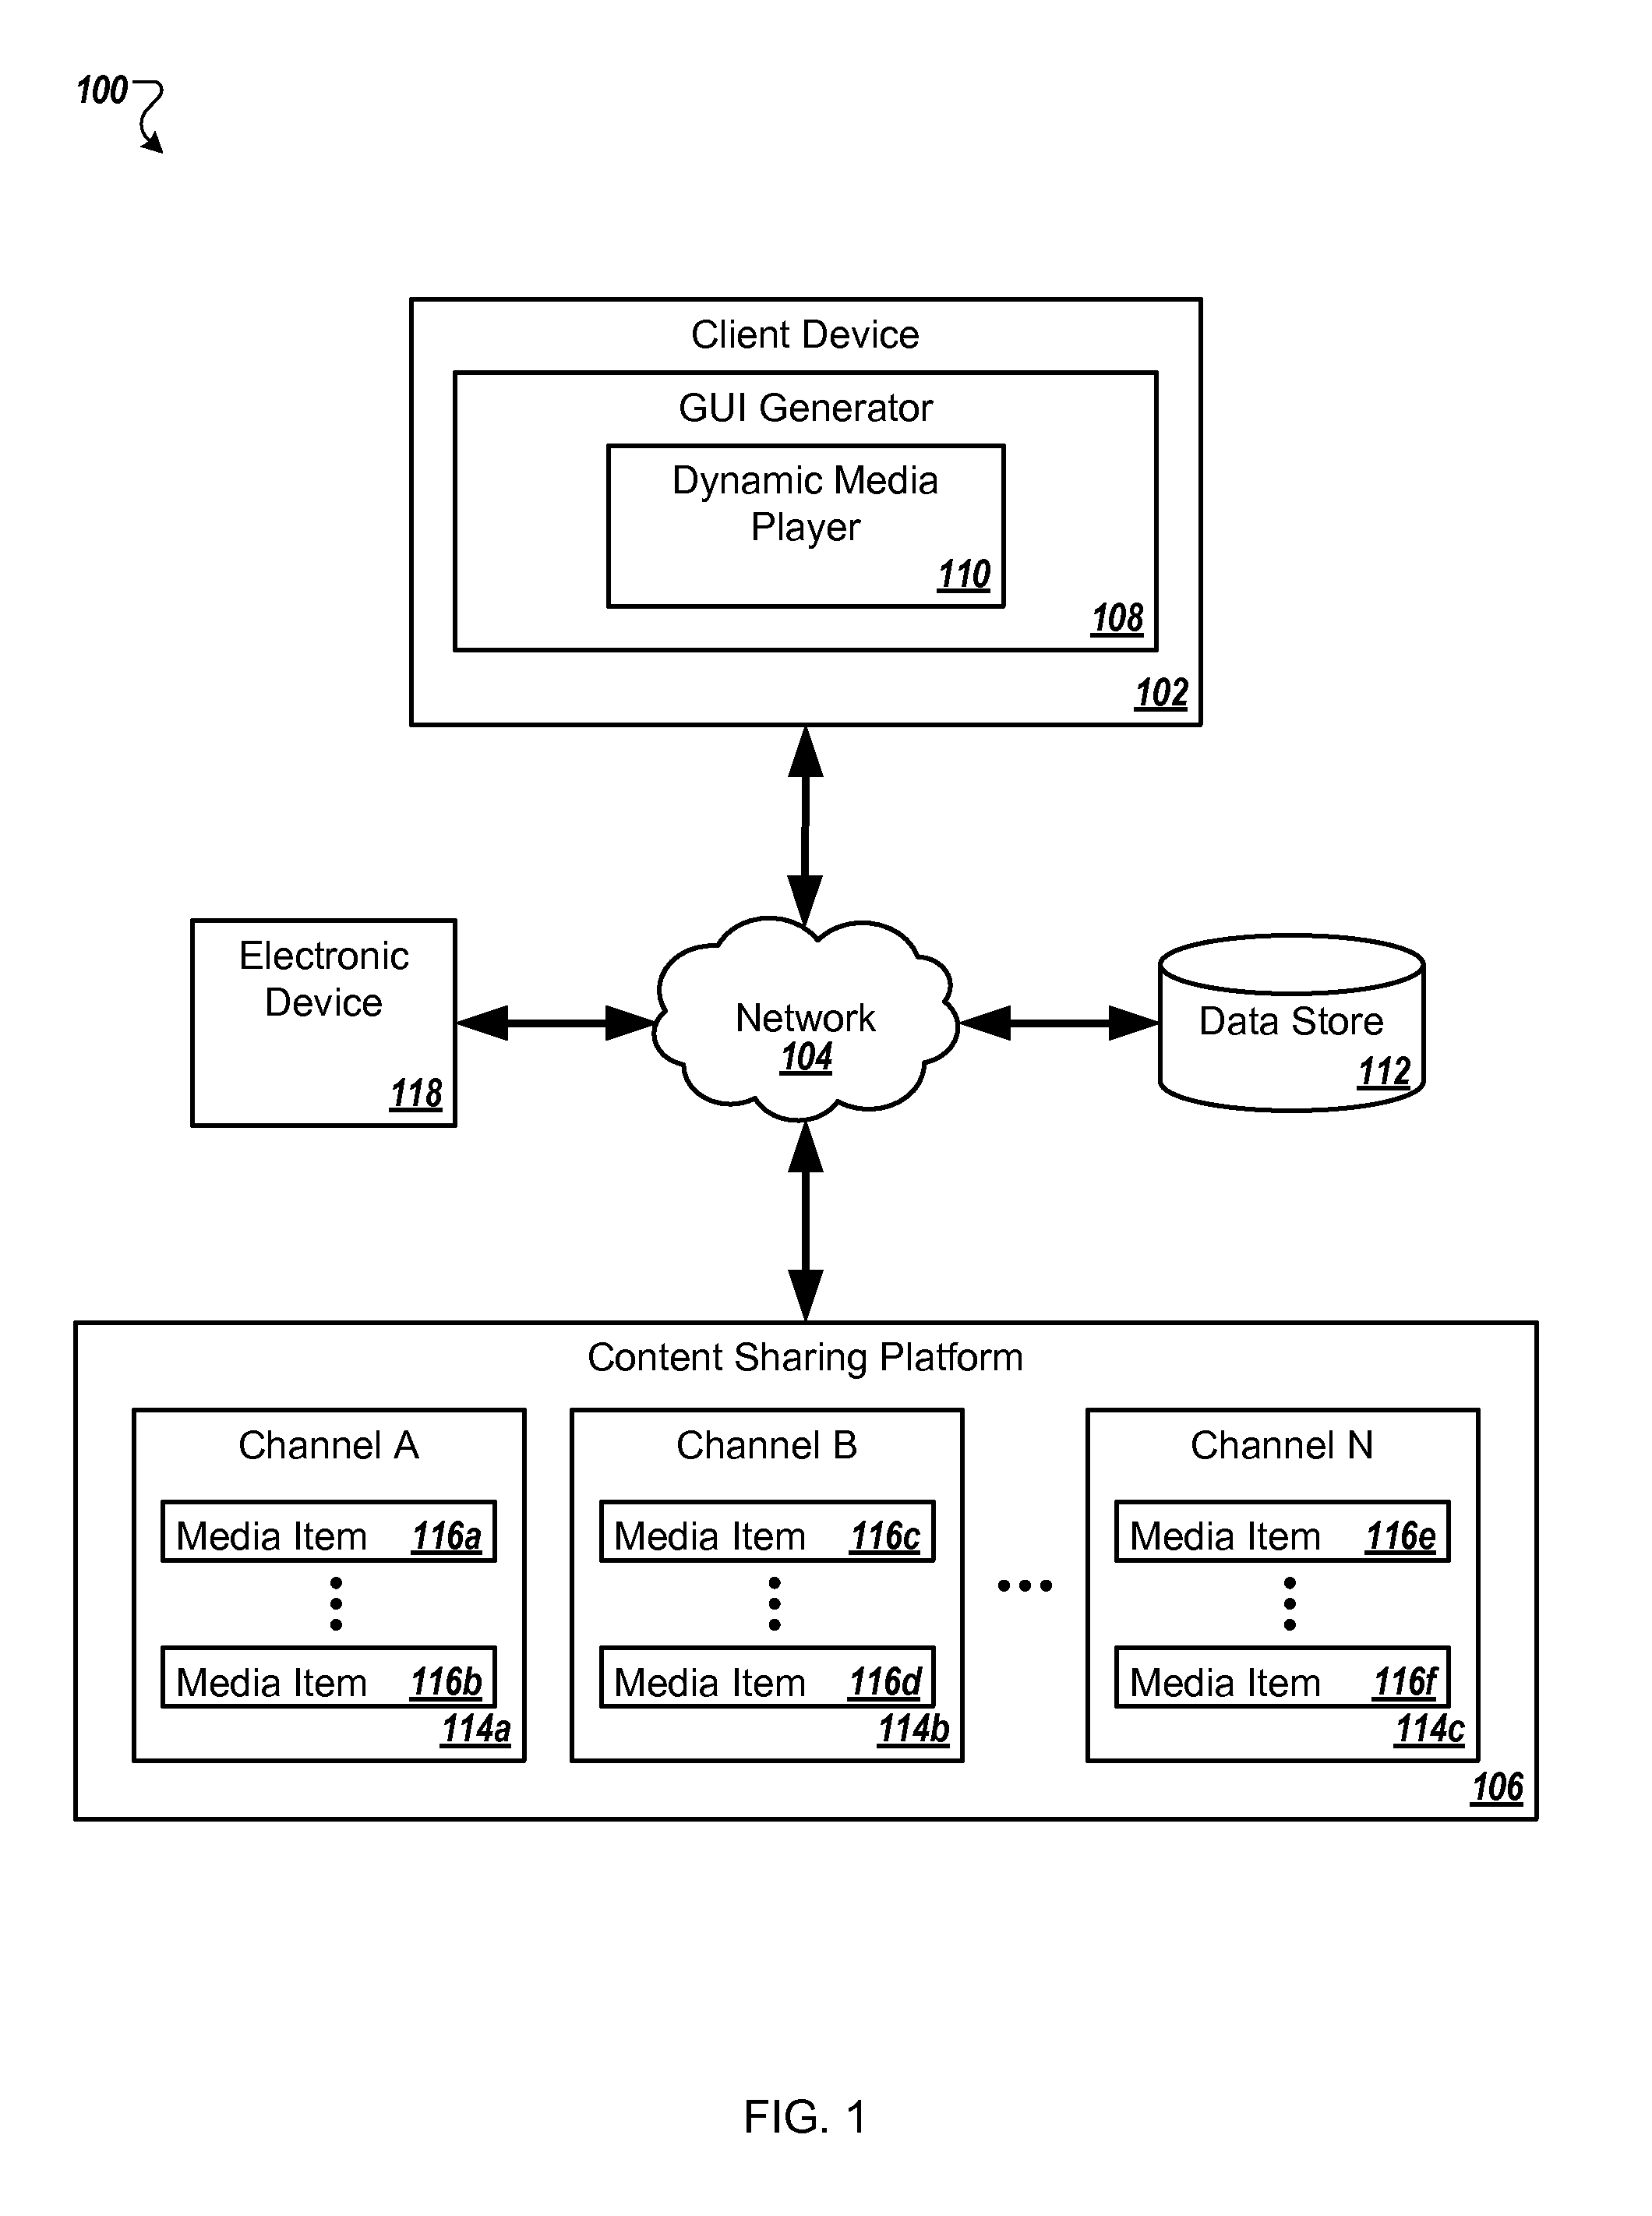 100
Client Device
GUI Generator
Dynamic Media
Player
110
108
102
Electronic
Device
118
Network
104
Data Store
112
Content Sharing Platform
Channel A
Media Item 116a
Media Item 116b
114a
Channel B
Media Item 116c
Media Item 116d
114b
Channel N
Media Item 116e
Media Item 116f
114c
106
FIG. 1